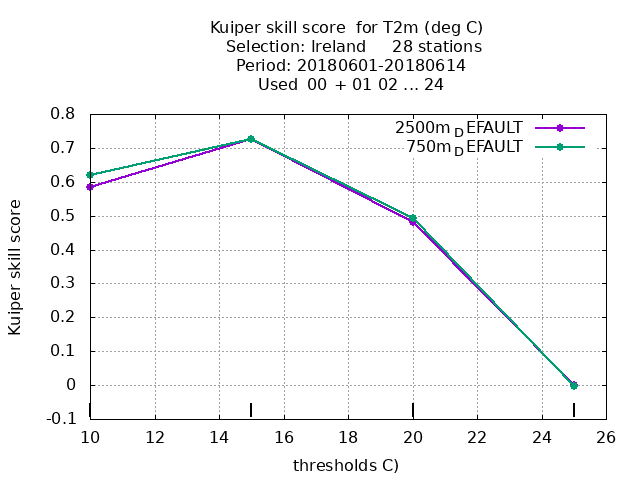 Kuiper skill score  for T2m (deg C)
Selection: Ireland     28 stations
Period: 20180601-20180614
Used  00 + 01 02 ... 24
2500m_DEFAULT
750m_DEFAULT
0.8
0.7
0.6
0.5
0.4
0.3
0.2
0.1
0
-0.1
Kuiper skill score
10 12 14 16 18 20 22 24 26
thresholds C)